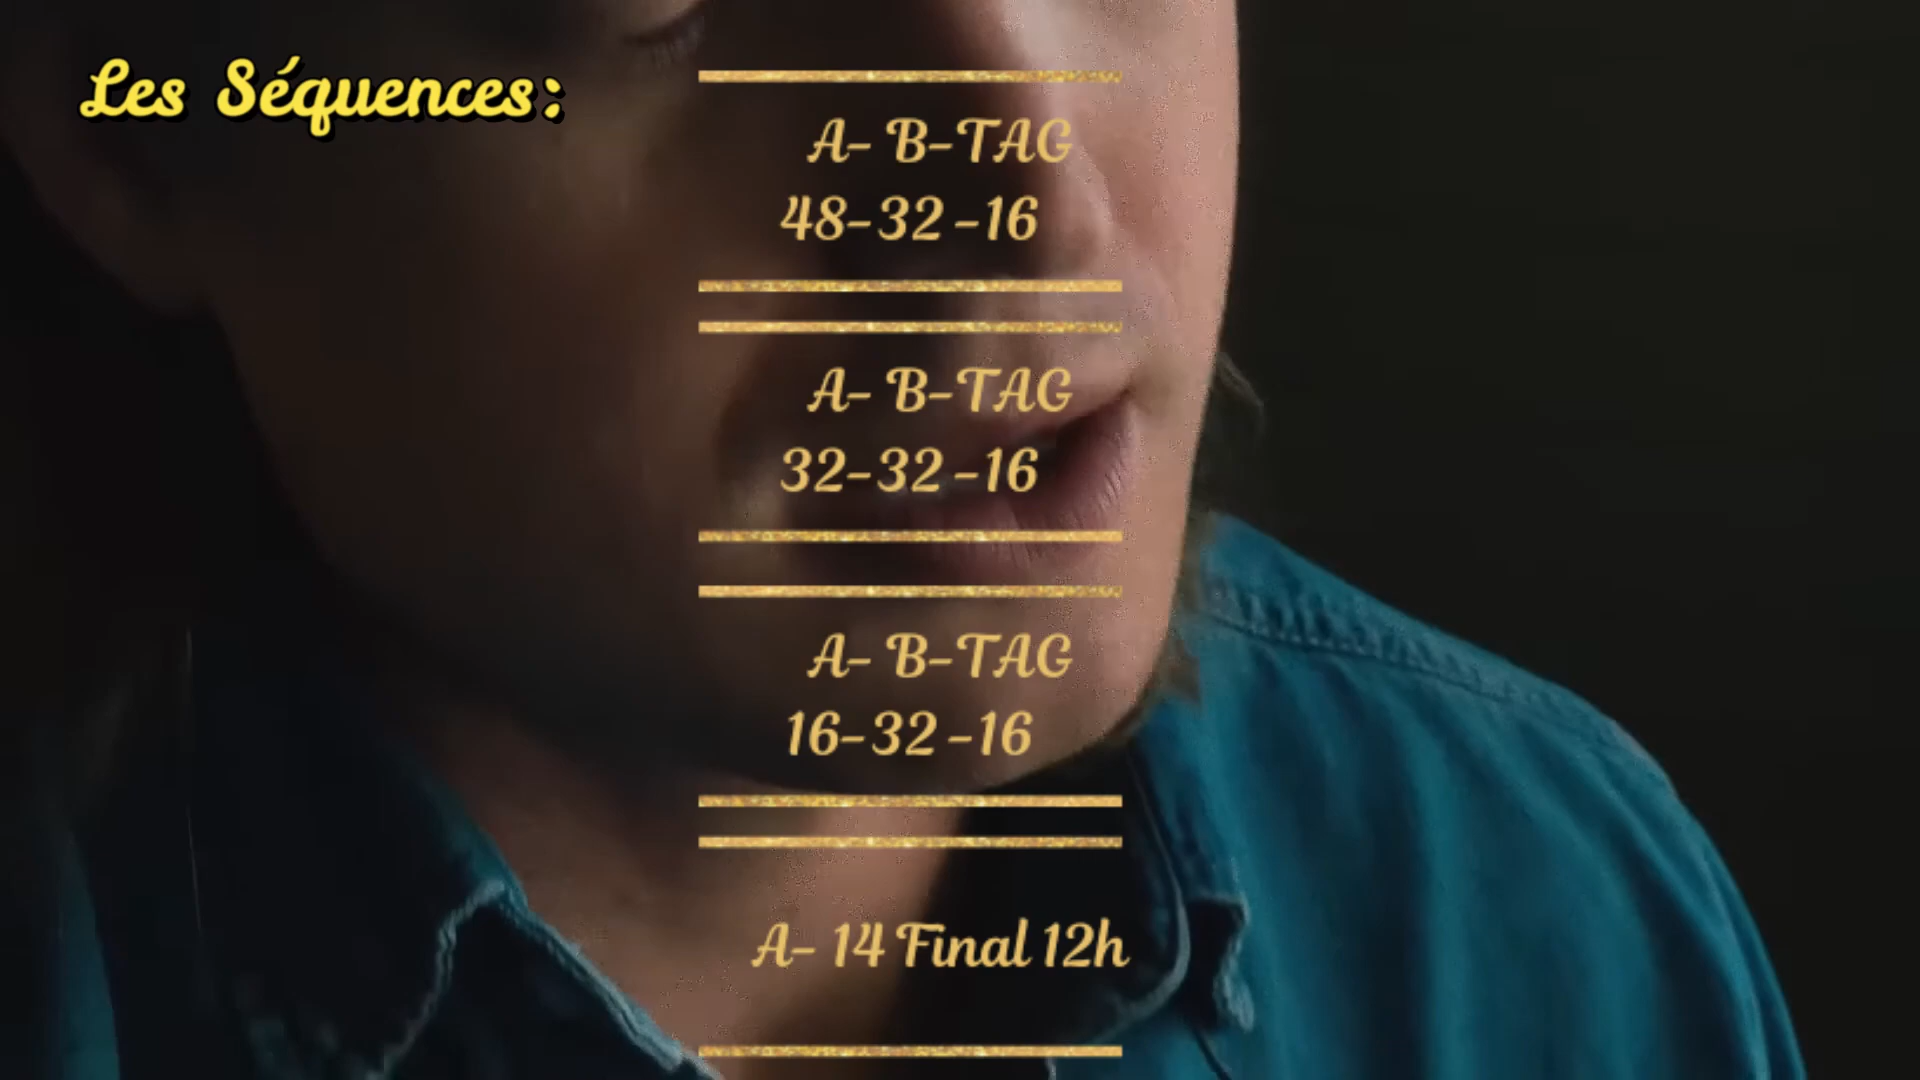 Les Séquences:
A- B-TAG
48-32-16
A- B-TAG
32-32-16
A- B-TAG
16-32-16
A- 14 Final 12h